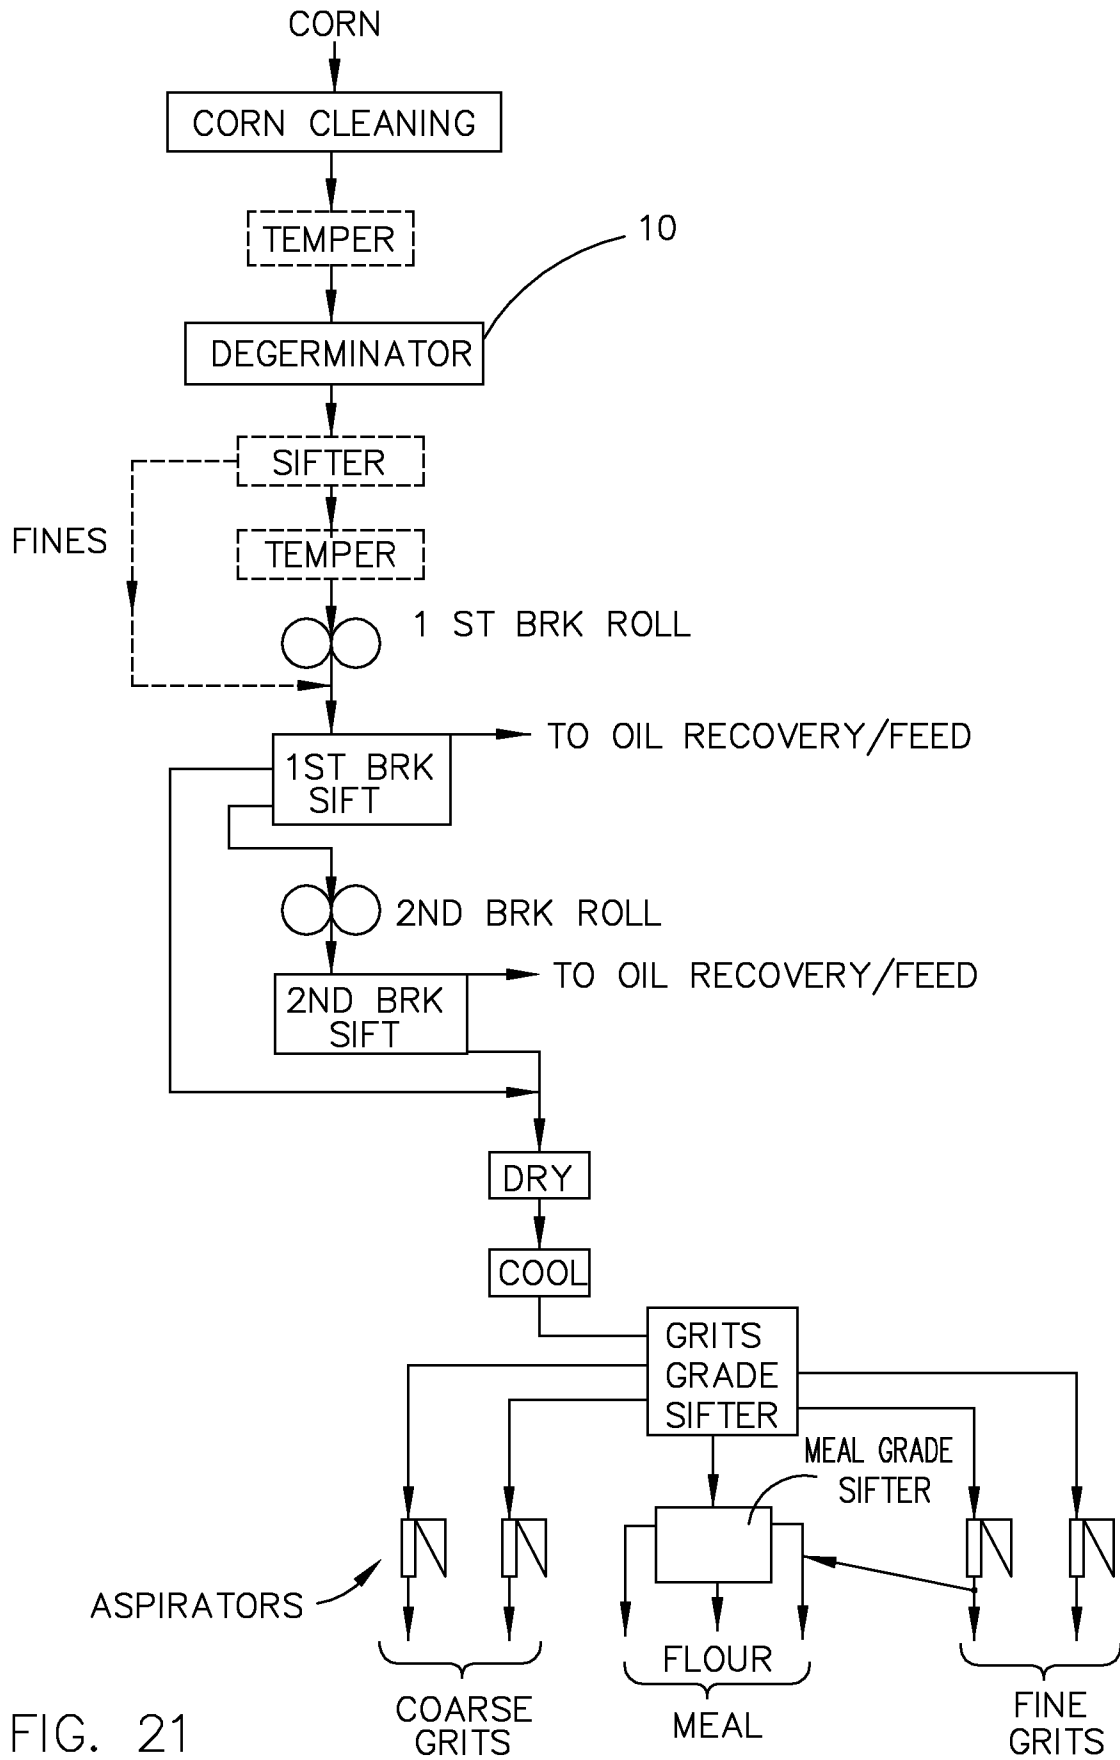 CORN
CORN CLEANING
TEMPER
10
DEGERMINATOR
SIFTER
FINES
TEMPER
1 ST BRK ROLL
TO OIL RECOVERY/FEED
1ST BRK
SIFT
2ND BRK ROLL
TO OIL RECOVERY/FEED
2ND BRK
SIFT
DRY
COOL
GRITS
GRADE
SIFTER
MEAL GRADE
SIFTER
ASPIRATORS
FLOUR
COARSE
GRITS
MEAL
FINE
GRITS
FIG. 21